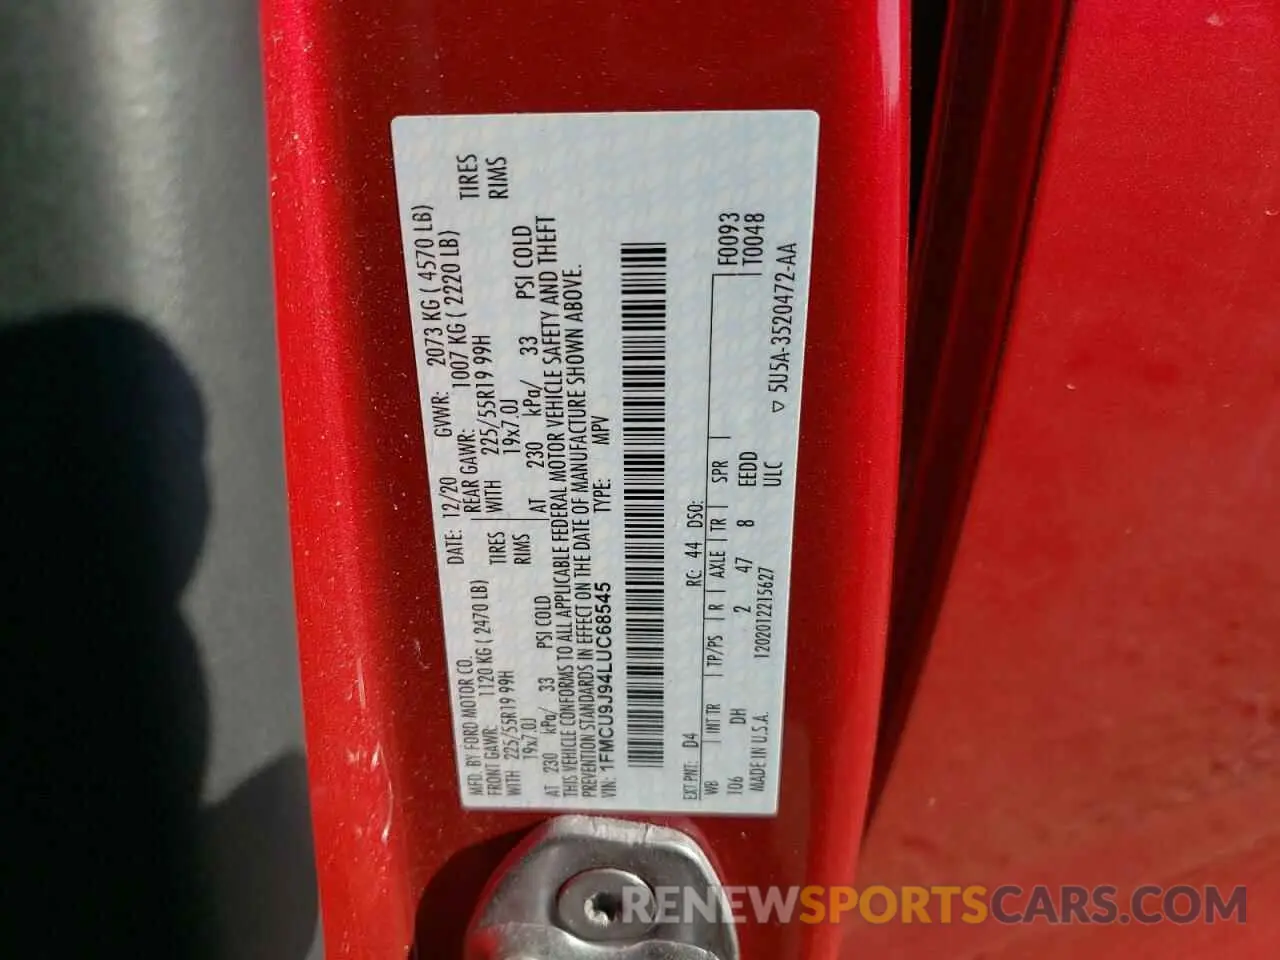 MFD. BY FORD MOTOR CO.
DATE: 12/20 GVWR: 2073 KG ( 4570 LB)
FRONT GAWR: 1120 KG ( 2470 LB) REAR GAWR: 1007 KG ( 2220 LB)
WITH 225/55R19 99H TIRES WITH 225/55R19 99H TIRES
19x7.0J RIMS 19x7.0J RIMS
AT 230 kPa/ 33 PSI COLD AT 230 kPa/ 33 PSI COLD
THIS VEHICLE CONFORMS TO ALL APPLICABLE FEDERAL MOTOR VEHICLE SAFETY AND THEFT
PREVENTION STANDARDS IN EFFECT ON THE DATE OF MANUFACTURE SHOWN ABOVE.
VIN: 1FMCU9J94LUC68545 TYPE: MPV
EXT PNT: D4 RC: 44 DSO:
WB INT TR TP/PS R AXLE TR SPR F0093
T06 DH 2 47 8 EEDD T0048
MADE IN U.S.A. 1202012215627 ULC
▽ 5U5A-3520472-AA
RENEWSPORTSCARS.COM